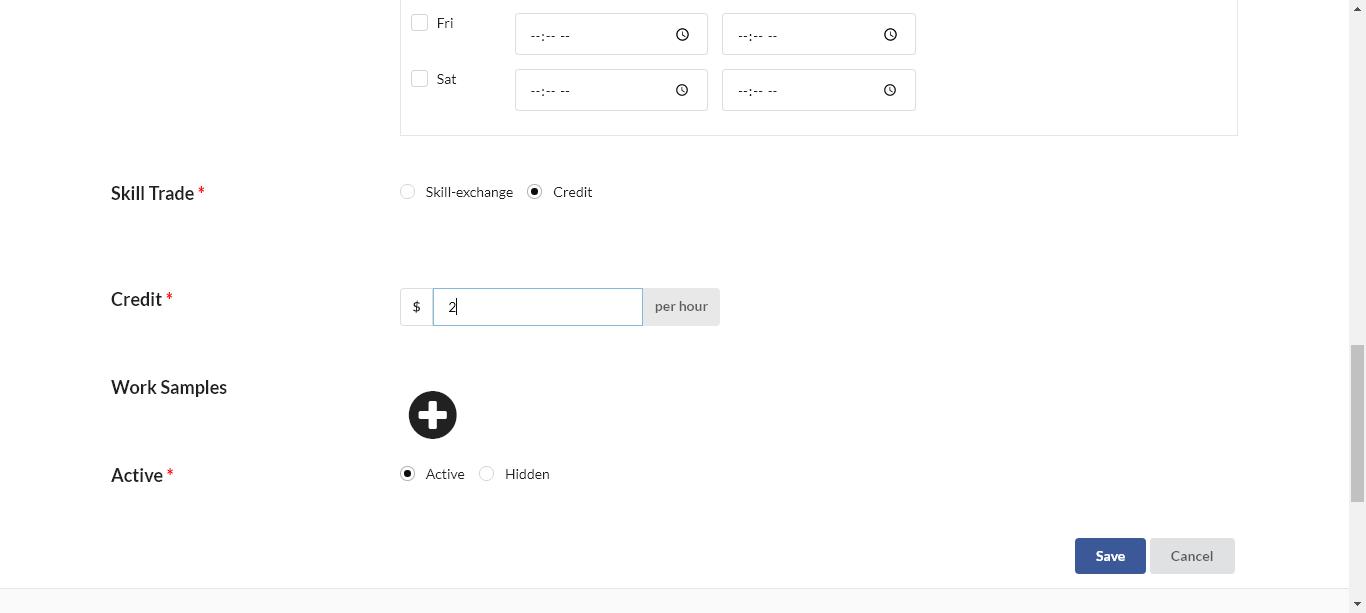 Fri --:-- -- --:-- --
Sat --:-- -- --:-- --
Skill Trade * Skill-exchange Credit
Credit * $ 2 per hour
Work Samples
Active * Active Hidden
Save Cancel